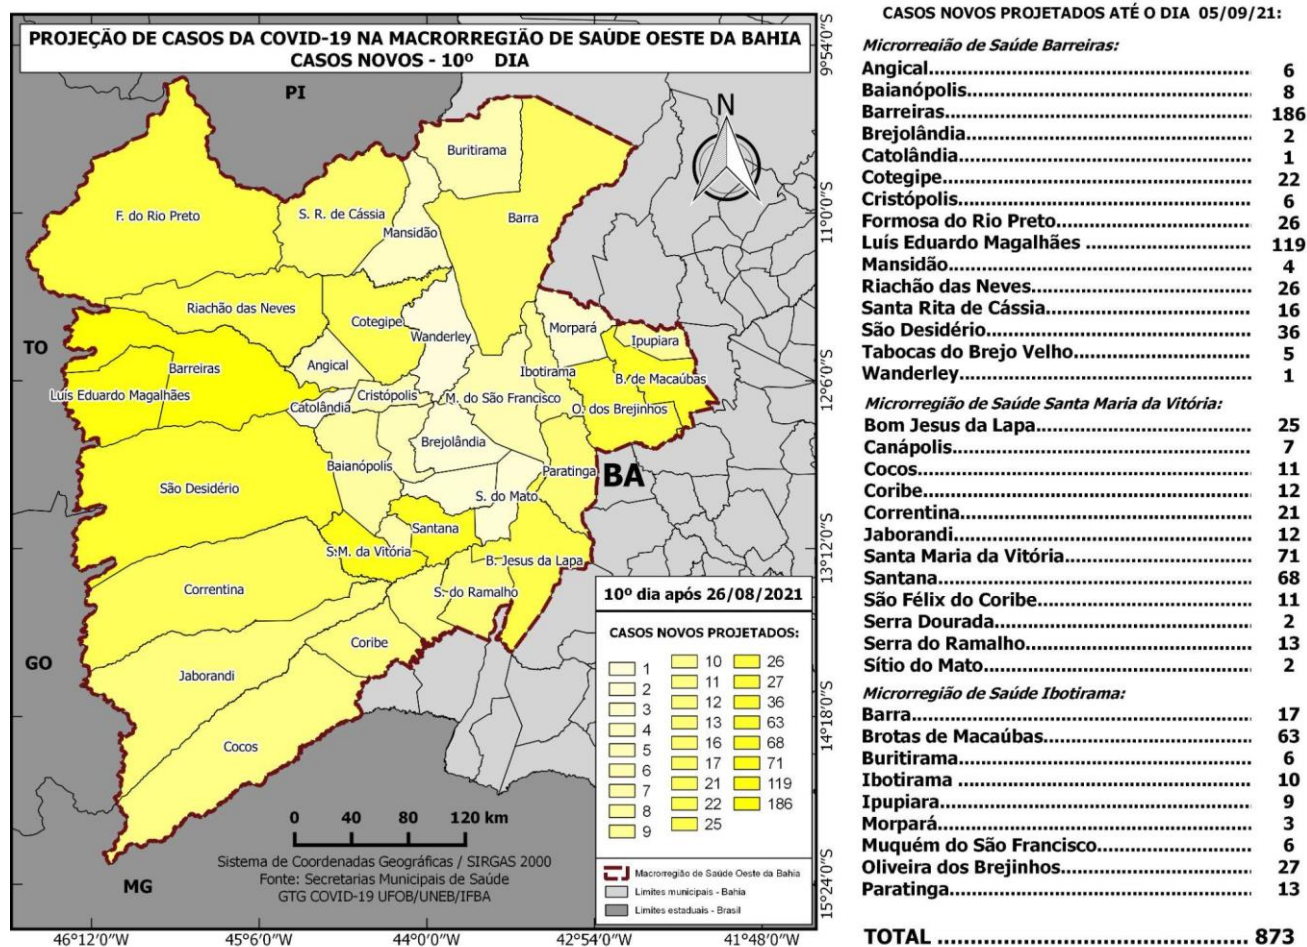 PROJEÇÃO DE CASOS DA COVID-19 NA MACRORREGIÃO DE SAÚDE OESTE DA BAHIA
CASOS NOVOS - 10º DIA
PI
N
Buritirama
F. do Rio Preto
S. R. de Cássia
Barra
Mansidão
Riachão das Neves
Cotegipe
Wanderley
Morpará
Ipupiara
TO
Barreiras
Angical
Ibotirama
B. de Macaúbas
Luís Eduardo Magalhães
Cristópolis
M. do São Francisco
Catolândia
O. dos Brejinhos
Brejolândia
Baianópolis
Paratinga
BA
São Desidério
S. do Mato
Santana
S.M. da Vitória
B. Jesus da Lapa
Correntina
S. do Ramalho
Coribe
GO
Jaborandi
Cocos
MG
0 40 80 120 km
Sistema de Coordenadas Geográficas / SIRGAS 2000
Fonte: Secretarias Municipais de Saúde
GTG COVID-19 UFOB/UNEB/IFBA
10º dia após 26/08/2021
CASOS NOVOS PROJETADOS:
1
2
3
4
5
6
7
8
9
10
11
12
13
16
17
21
22
25
26
27
36
63
68
71
119
186
Macrorregião de Saúde Oeste da Bahia
Limites municipais - Bahia
Limites estaduais - Brasil
9°54'0"S
11°0'0"S
12°6'0"S
13°12'0"S
14°18'0"S
15°24'0"S
46°12'0"W
45°6'0"W
44°0'0"W
42°54'0"W
41°48'0"W
CASOS NOVOS PROJETADOS ATÉ O DIA 05/09/21:
Microrregião de Saúde Barreiras:
Angical 6
Baianópolis 8
Barreiras 186
Brejolândia 2
Catolândia 1
Cotegipe 22
Cristópolis 6
Formosa do Rio Preto 26
Luís Eduardo Magalhães 119
Mansidão 4
Riachão das Neves 26
Santa Rita de Cássia 16
São Desidério 36
Tabocas do Brejo Velho 5
Wanderley 1
Microrregião de Saúde Santa Maria da Vitória:
Bom Jesus da Lapa 25
Canápolis 7
Cocos 11
Coribe 12
Correntina 21
Jaborandi 12
Santa Maria da Vitória 71
Santana 68
São Félix do Coribe 11
Serra Dourada 2
Serra do Ramalho 13
Sítio do Mato 2
Microrregião de Saúde Ibotirama:
Barra 17
Brotas de Macaúbas 63
Buritirama 6
Ibotirama 10
Ipupiara 9
Morpará 3
Muquém do São Francisco 6
Oliveira dos Brejinhos 27
Paratinga 13
TOTAL 873